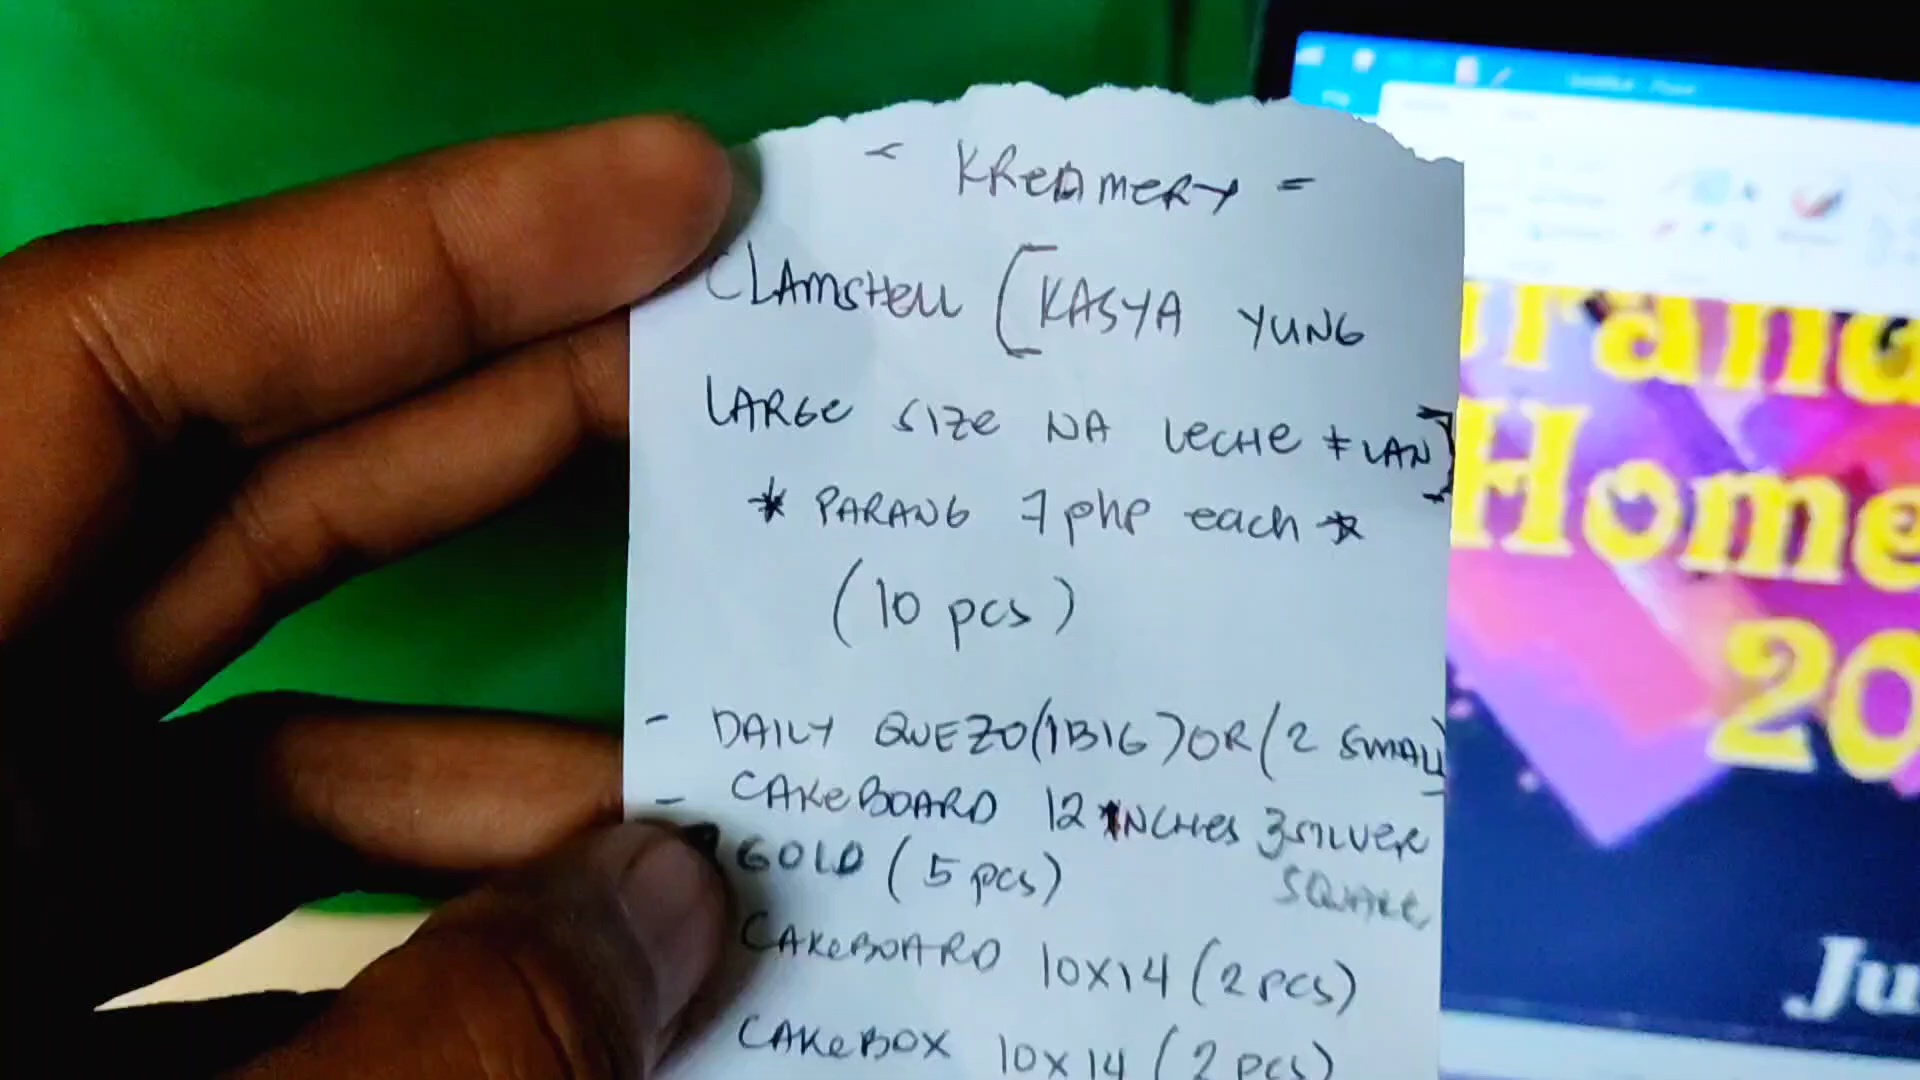 - KREAMERY -
CLAMSHELL [KASYA YUNG
LARGE SIZE NA LECHE FLAN]
* PARANG 7 php each *
(10 pcs)
- DAILY QUEZO (1 BIG) OR (2 SMALL)
- CAKEBOARD 12 INCHES 3 SILVER
GOLD (5 pcs) SQUARE
CAKEBOARD 10X14 (2 PCS)
CAKEBOX 10X14 (2 pcs)
Home
20
Ju